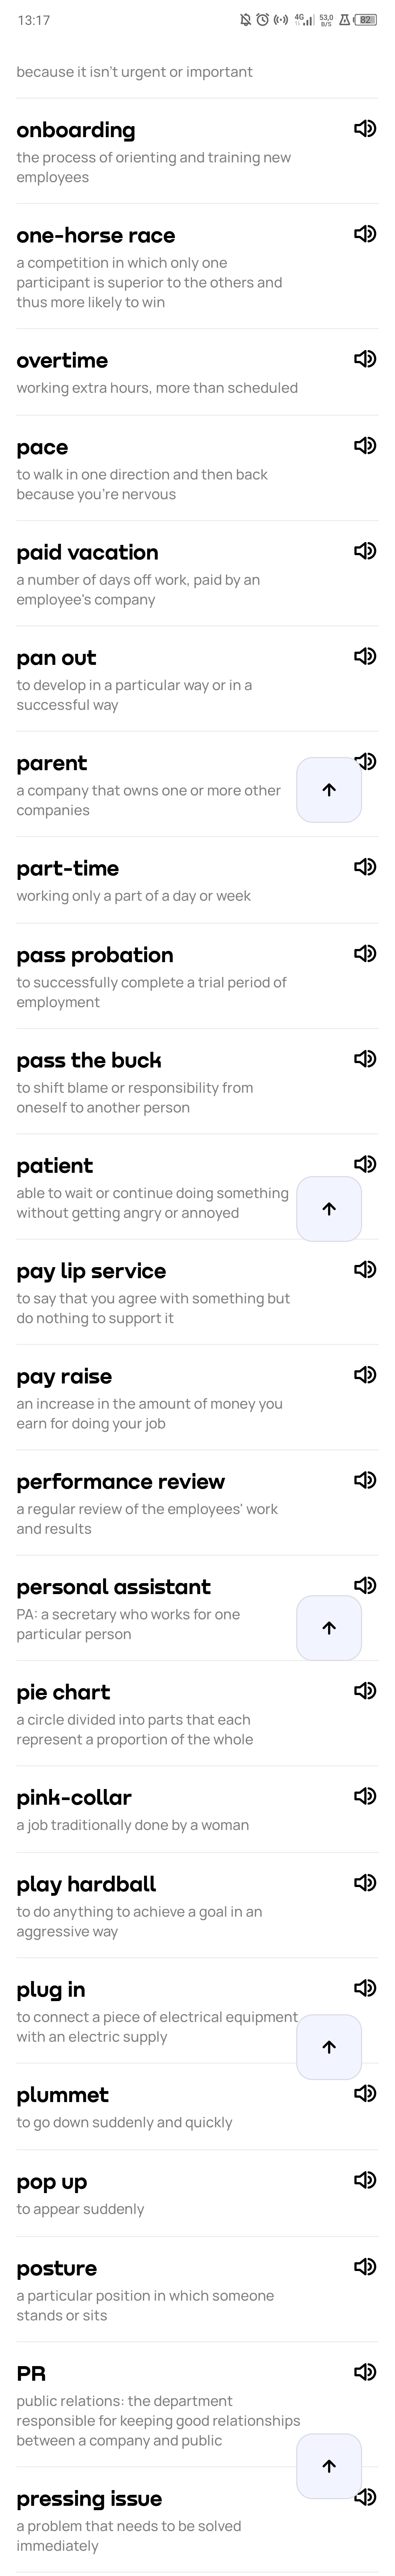 13:17
4G
53,0
B/S
82
because it isn't urgent or important
onboarding
the process of orienting and training new
employees
one-horse race
a competition in which only one
participant is superior to the others and
thus more likely to win
overtime
working extra hours, more than scheduled
pace
to walk in one direction and then back
because you're nervous
paid vacation
a number of days off work, paid by an
employee's company
pan out
to develop in a particular way or in a
successful way
parent
a company that owns one or more other
companies
part-time
working only a part of a day or week
pass probation
to successfully complete a trial period of
employment
pass the buck
to shift blame or responsibility from
oneself to another person
patient
able to wait or continue doing something
without getting angry or annoyed
pay lip service
to say that you agree with something but
do nothing to support it
pay raise
an increase in the amount of money you
earn for doing your job
performance review
a regular review of the employees' work
and results
personal assistant
PA: a secretary who works for one
particular person
pie chart
a circle divided into parts that each
represent a proportion of the whole
pink-collar
a job traditionally done by a woman
play hardball
to do anything to achieve a goal in an
aggressive way
plug in
to connect a piece of electrical equipment
with an electric supply
plummet
to go down suddenly and quickly
pop up
to appear suddenly
posture
a particular position in which someone
stands or sits
PR
public relations: the department
responsible for keeping good relationships
between a company and public
pressing issue
a problem that needs to be solved
immediately